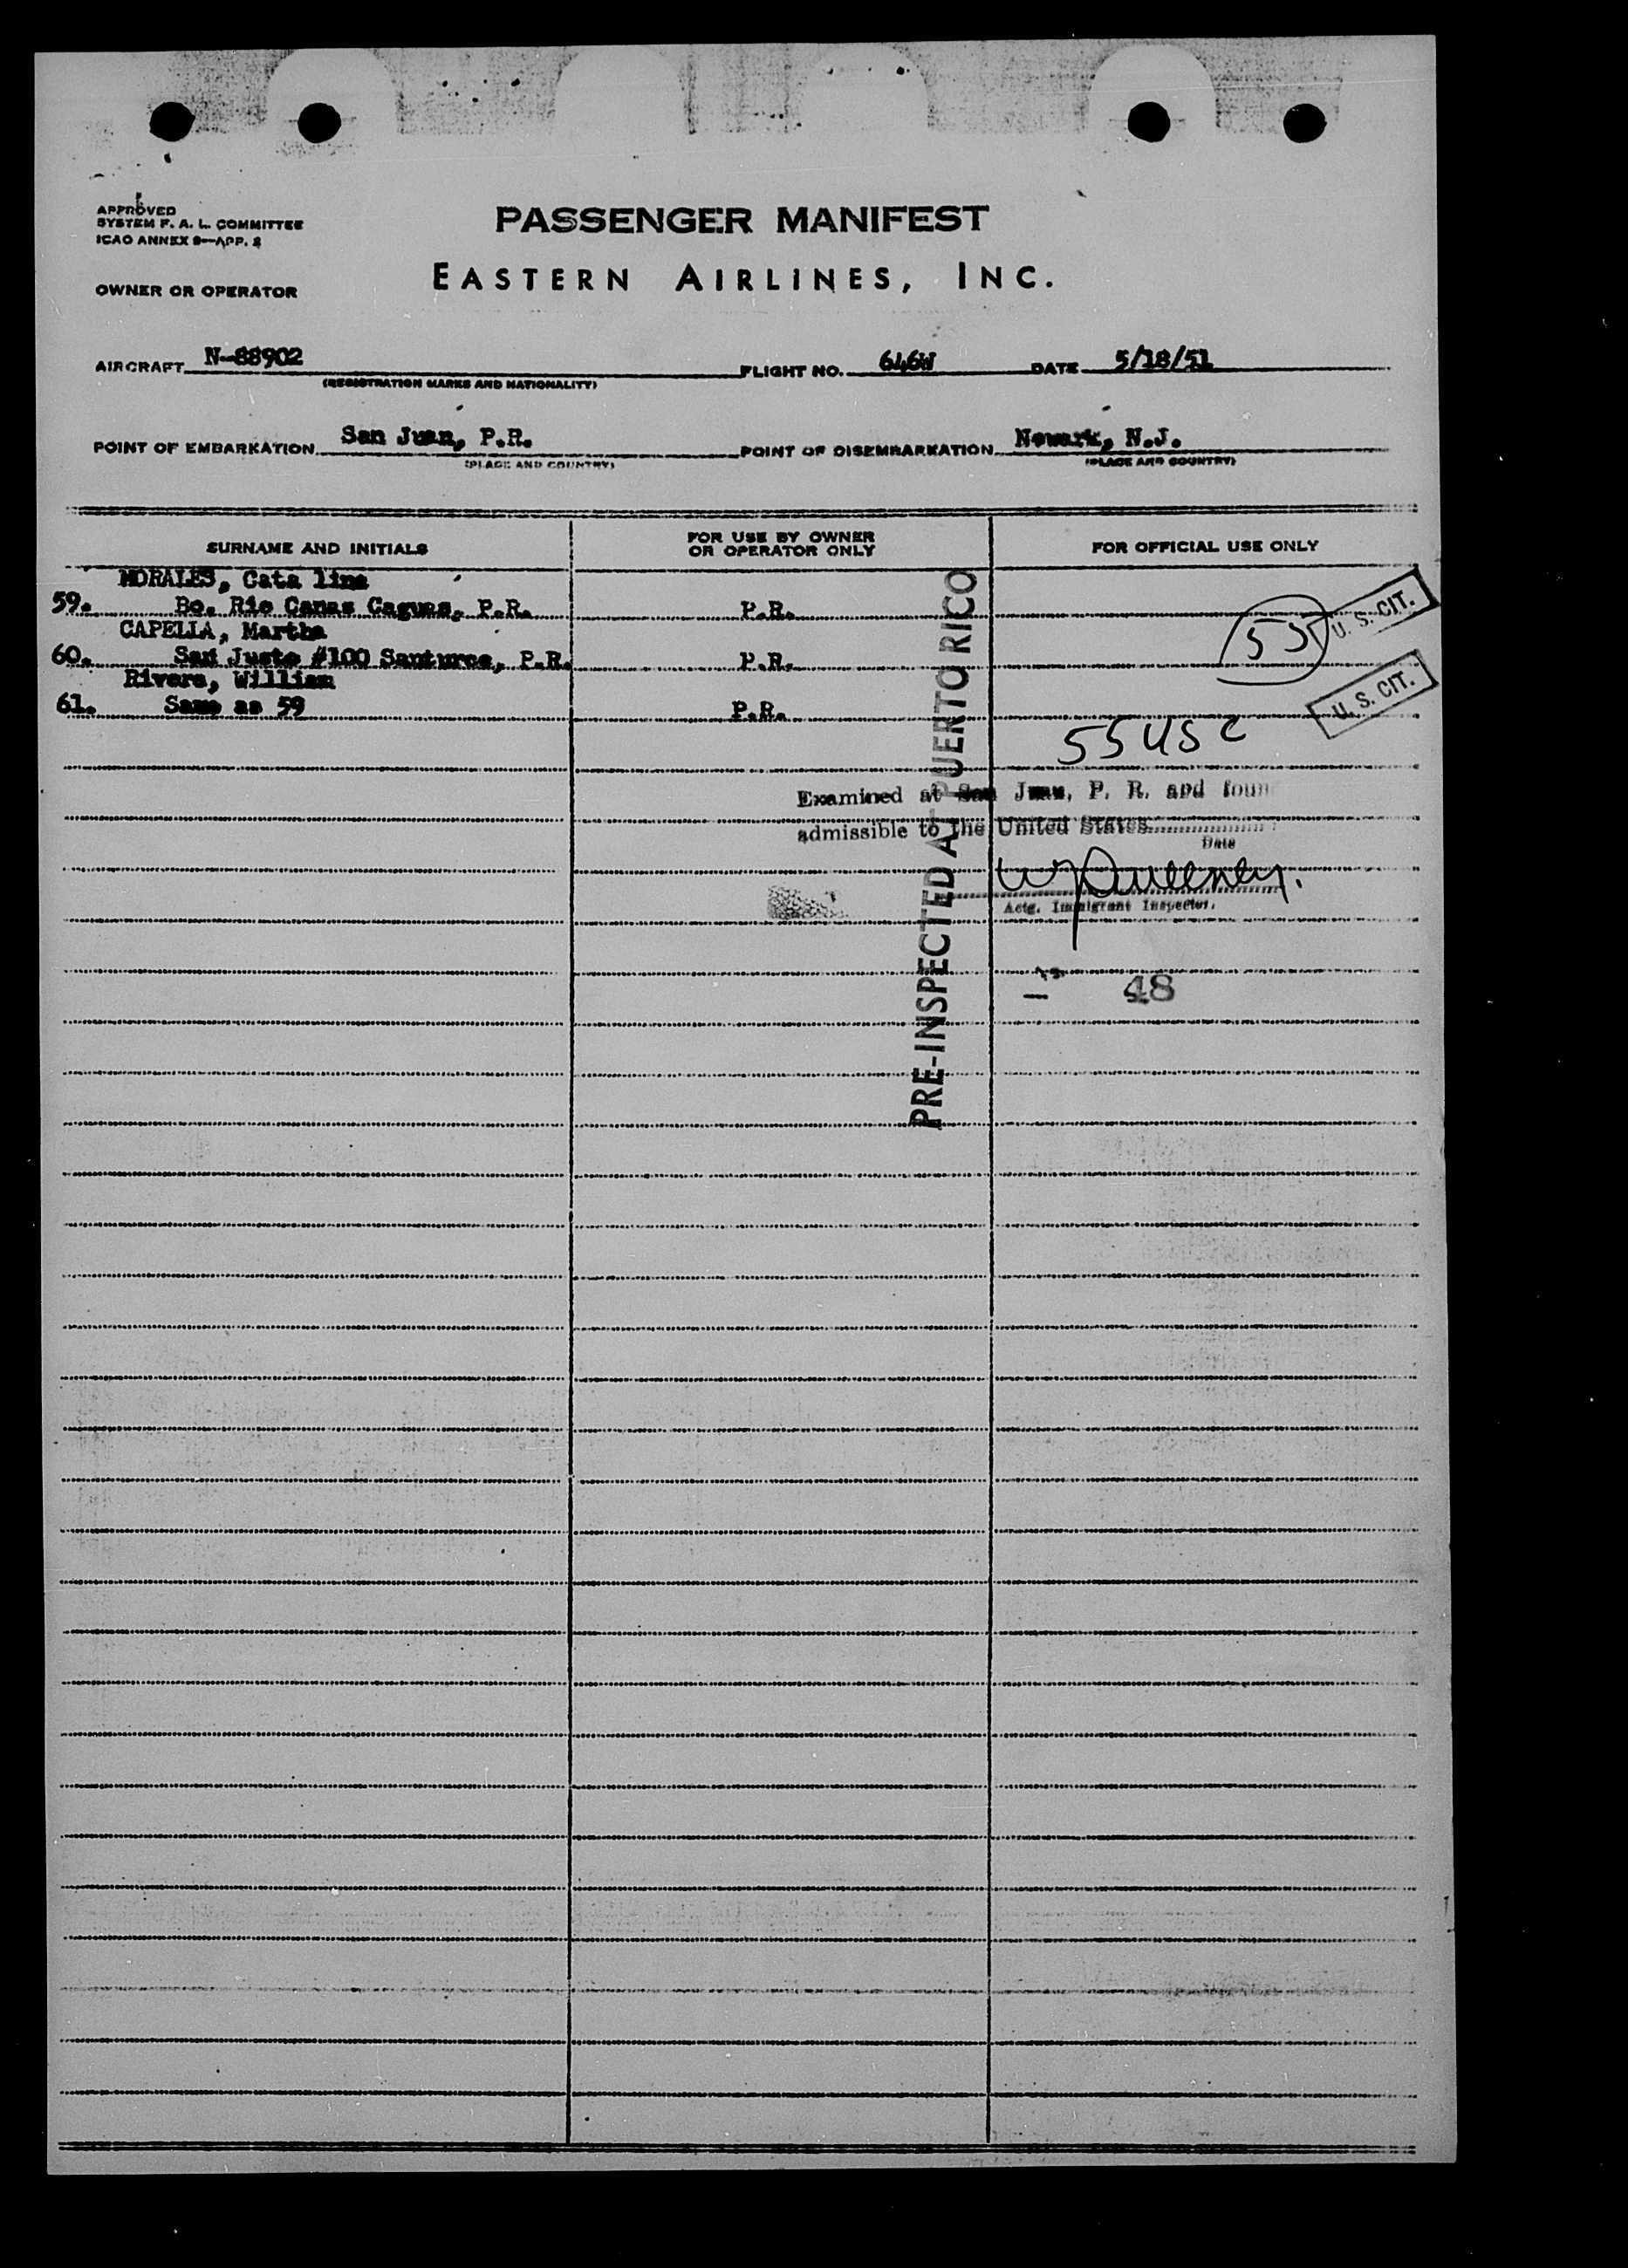 APPROVED
SYSTEM F. A. L. COMMITTEE
ICAO ANNEX 9—APP. 2
PASSENGER MANIFEST
EASTERN AIRLINES, INC.
OWNER OR OPERATOR
AIRCRAFT N-88902 FLIGHT NO. 646W DATE 5/18/51
(REGISTRATION MARKS AND NATIONALITY)
POINT OF EMBARKATION San Juan, P.R. POINT OF DISEMBARKATION Newark, N.J.
(PLACE AND COUNTRY) (PLACE AND COUNTRY)
SURNAME AND INITIALS FOR USE BY OWNER OR OPERATOR ONLY FOR OFFICIAL USE ONLY
MORALES, Cata lina
59. Bo. Rio Canas Caguas, P.R. P.R. U. S. CIT.
CAPELLA, Martha
60. San Justo #100 Santurce, P.R. P.R. 55
Rivera, William
61. Same as 59 P.R. U. S. CIT.
55 USC
PRE-INSPECTED AT PUERTO RICO
Examined at San Juan, P. R. and foun
admissible to the United States
Date
Actg. Immigrant Inspector.
48